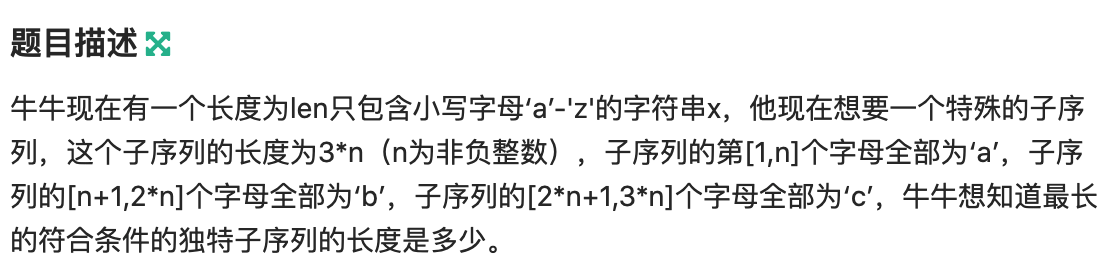 题目描述
牛牛现在有一个长度为len只包含小写字母‘a’-'z'的字符串x，他现在想要一个特殊的子序
列，这个子序列的长度为3*n（n为非负整数），子序列的第[1,n]个字母全部为‘a’，子序
列的[n+1,2*n]个字母全部为‘b’，子序列的[2*n+1,3*n]个字母全部为‘c’，牛牛想知道最长
的符合条件的独特子序列的长度是多少。